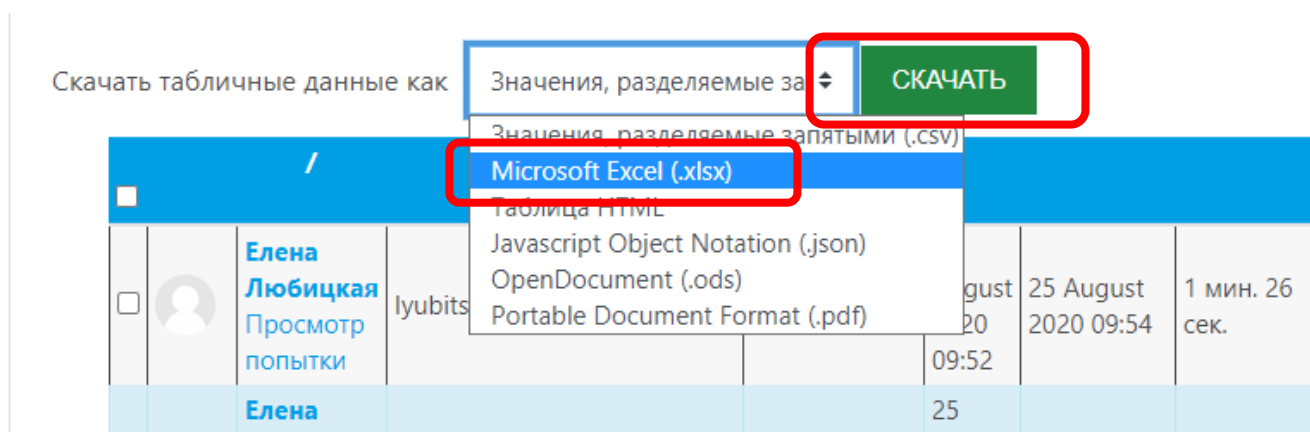 Скачать табличные данные как
Значения, разделяемые за
СКАЧАТЬ
Значения, разделяемые запятыми (.csv)
Microsoft Excel (.xlsx)
Таблица HTML
Javascript Object Notation (.json)
OpenDocument (.ods)
Portable Document Format (.pdf)
/
Елена
Любицкая
Просмотр
попытки
lyubits
gust
20
09:52
25 August
2020 09:54
1 мин. 26
сек.
Елена
25